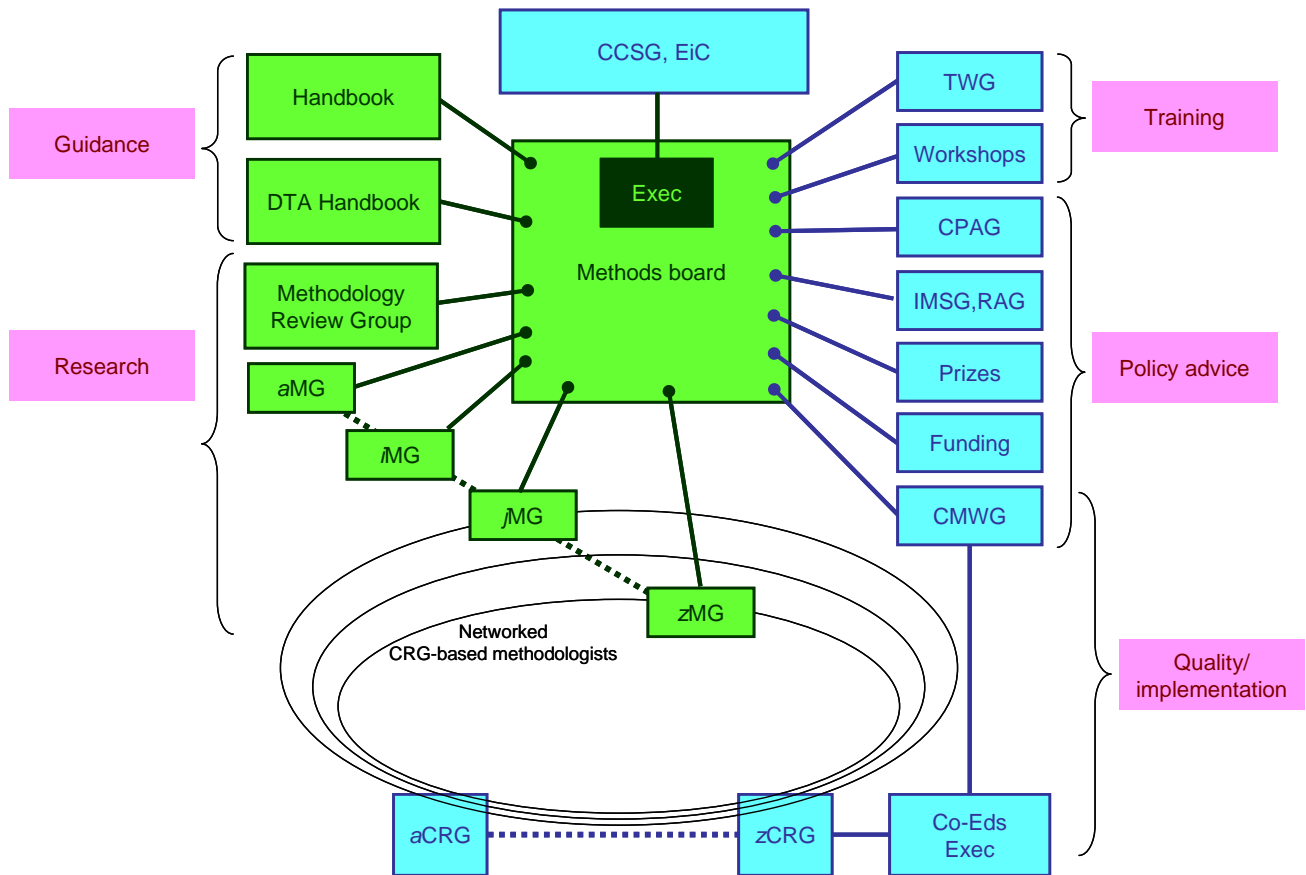 CCSG, EiC
Handbook
TWG
Guidance
Training
Workshops
DTA Handbook
Exec
CPAG
Methods board
Methodology
Review Group
IMSG,RAG
Research
Policy advice
aMG
Prizes
iMG
Funding
jMG
CMWG
zMG
Networked
CRG-based methodologists
Quality/
implementation
aCRG
zCRG
Co-Eds
Exec